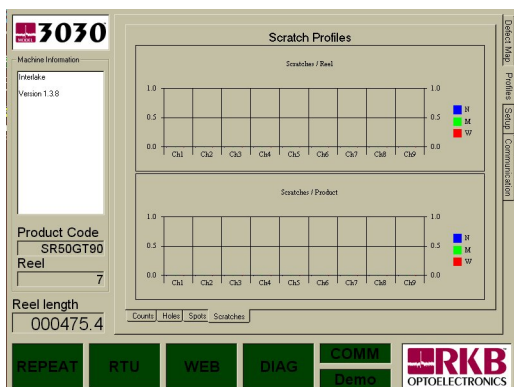 MODEL 3030
Machine Information
Interlake
Version 1.3.8
Product Code
SR50GT90
Reel
7
Reel length
000475.4
Scratch Profiles
Scratches / Reel
1.0
0.5
0.0
1.0
0.5
0.0
Ch1 Ch2 Ch3 Ch4 Ch5 Ch6 Ch7 Ch8 Ch9
N
M
W
Scratches / Product
1.0
0.5
0.0
1.0
0.5
0.0
Ch1 Ch2 Ch3 Ch4 Ch5 Ch6 Ch7 Ch8 Ch9
N
M
W
Counts Holes Spots Scratches
Defect Map
Profiles
Setup
Communication
REPEAT RTU WEB DIAG COMM
Demo
RKB
OPTOELECTRONICS